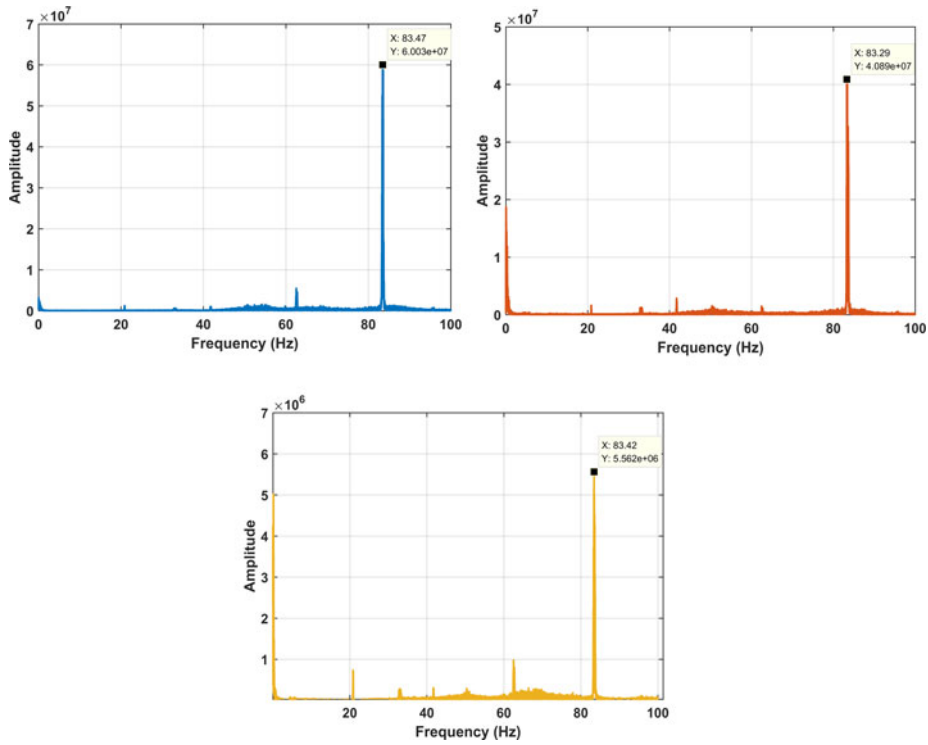 ×10^7
7
6
5
4
3
2
1
0
0 20 40 60 80 100
Amplitude
Frequency (Hz)
X: 83.47
Y: 6.003e+07
×10^7
5
4
3
2
1
0
0 20 40 60 80 100
Amplitude
Frequency (Hz)
X: 83.29
Y: 4.089e+07
×10^6
7
6
5
4
3
2
1
20 40 60 80 100
Amplitude
Frequency (Hz)
X: 83.42
Y: 5.562e+06